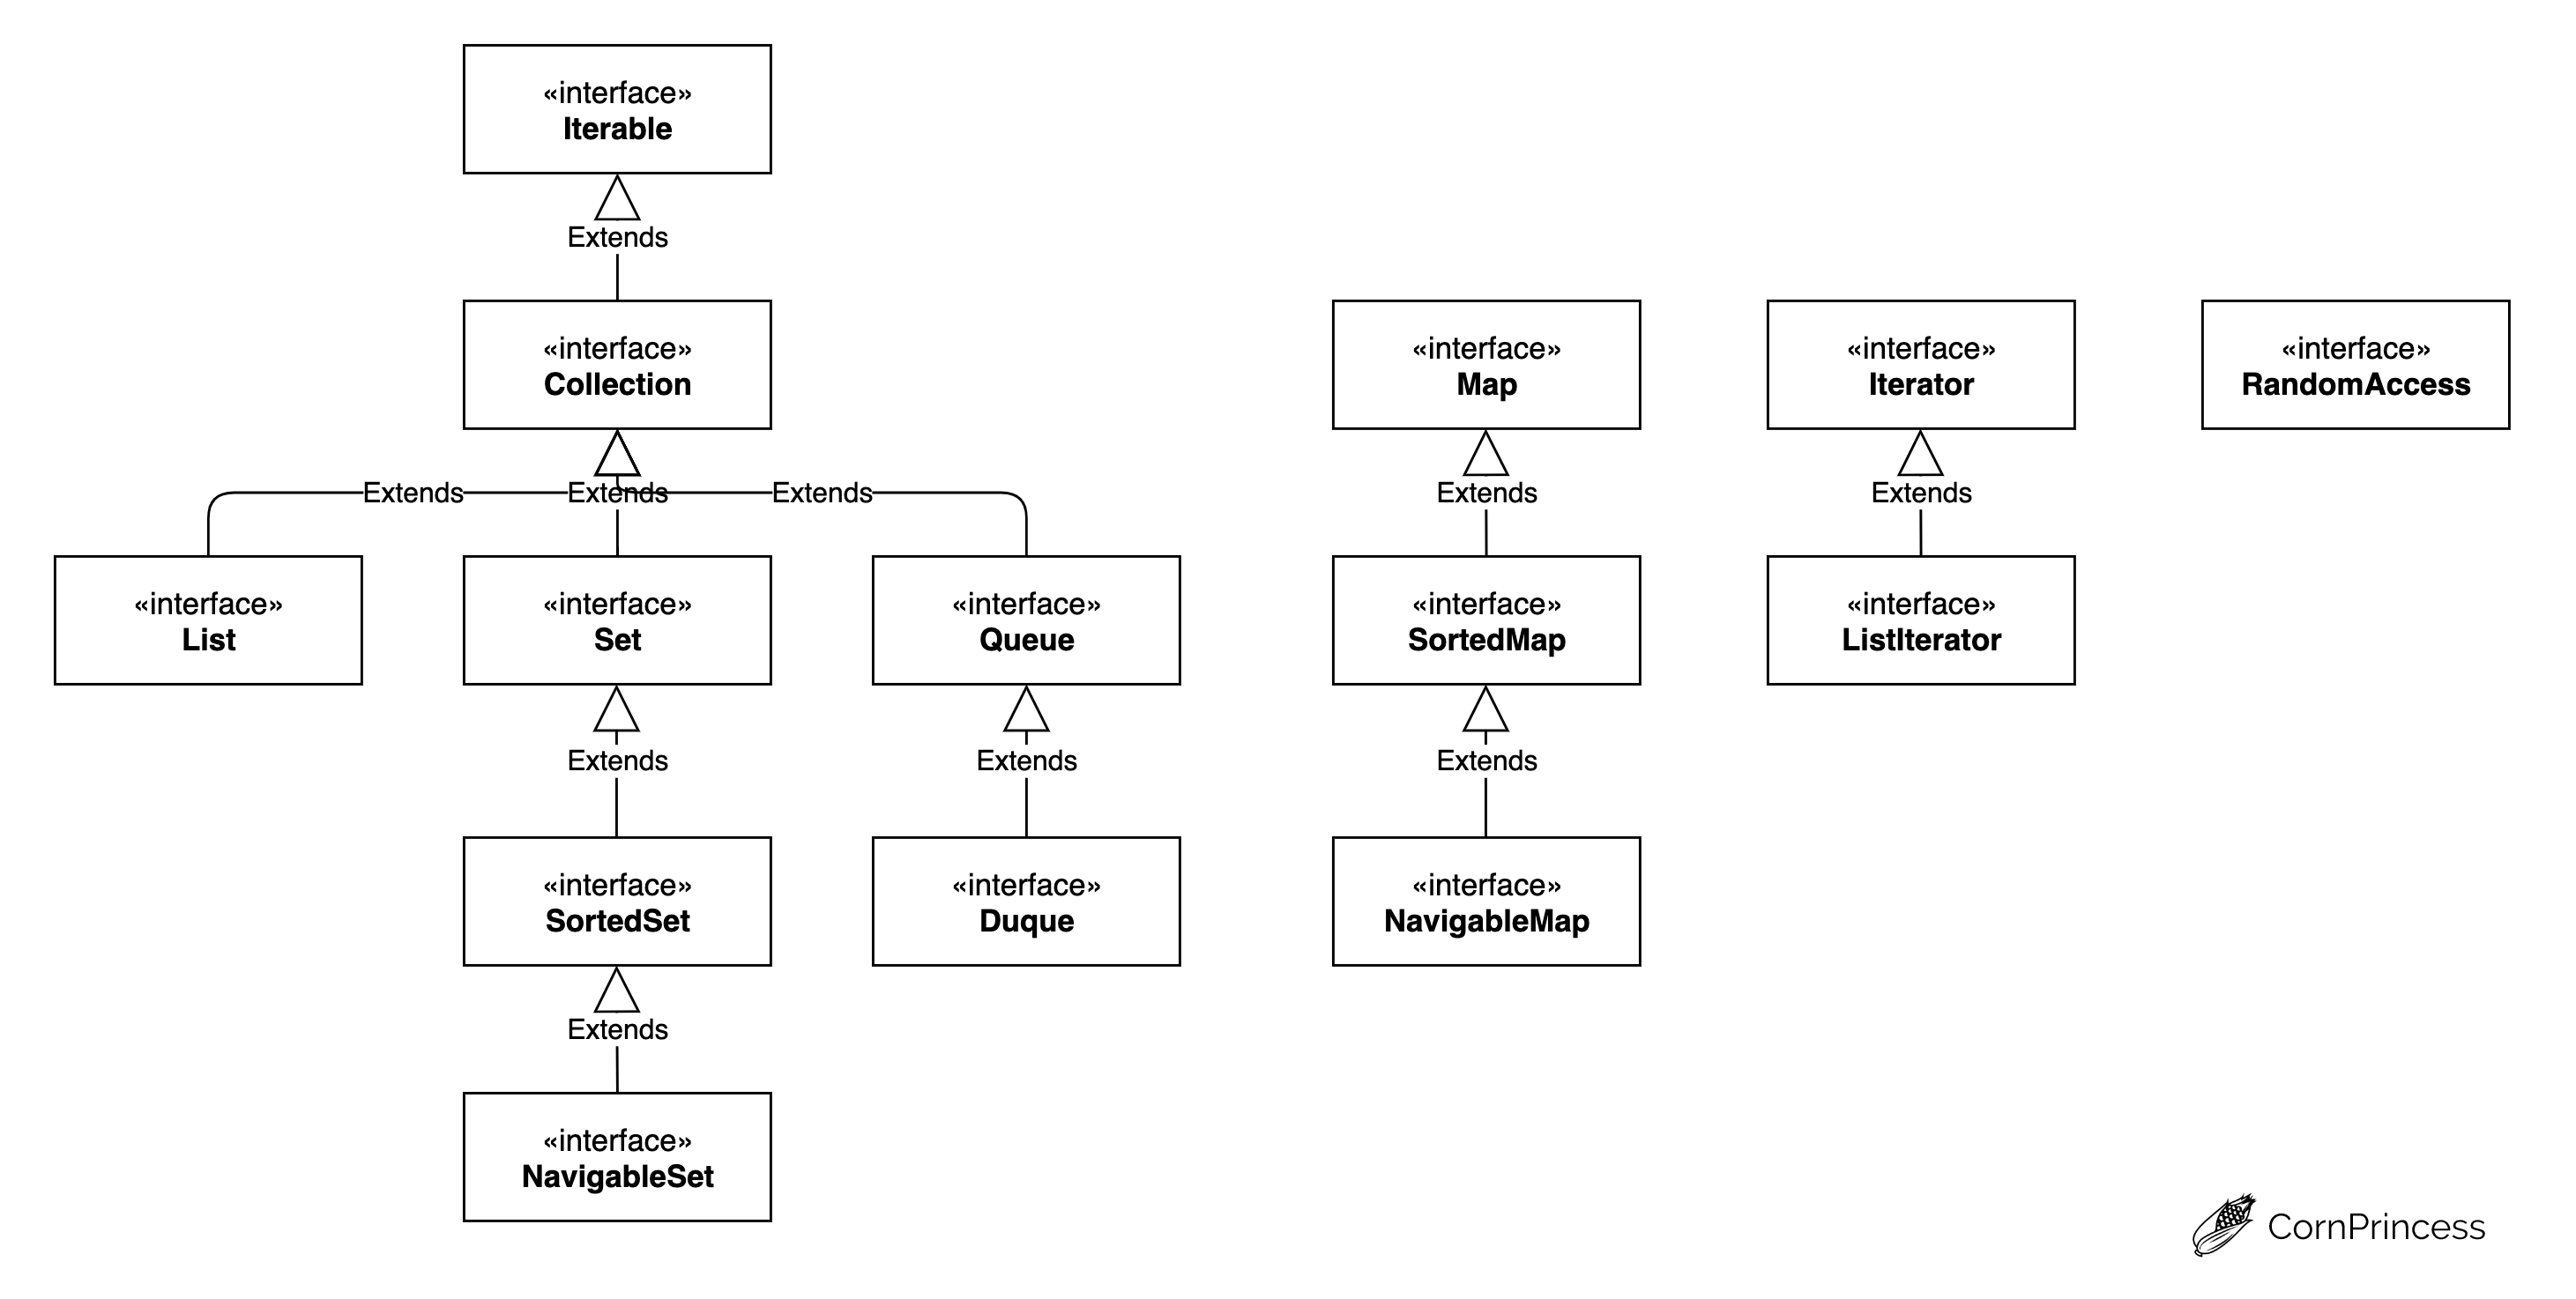 «interface»
Iterable
Extends
«interface»
Collection
«interface»
Map
«interface»
Iterator
«interface»
RandomAccess
Extends
Extends
Extends
Extends
Extends
«interface»
List
«interface»
Set
«interface»
Queue
«interface»
SortedMap
«interface»
ListIterator
Extends
Extends
Extends
«interface»
SortedSet
«interface»
Duque
«interface»
NavigableMap
Extends
«interface»
NavigableSet
CornPrincess